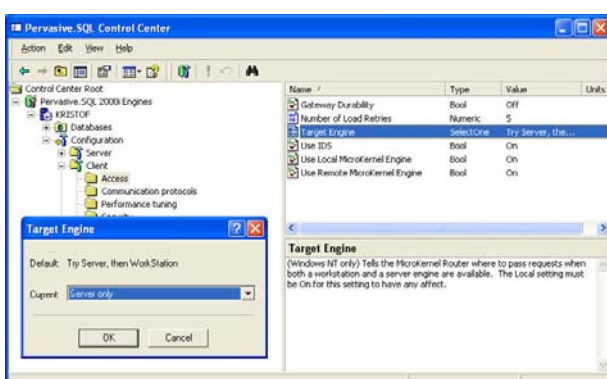 Pervasive.SQL Control Center
Action Edit View Help
Control Center Root
Pervasive.SQL 2000i Engines
KRISTOF
Databases
Configuration
Server
Client
Access
Communication protocols
Performance tuning
Name / Type Value Units
Gateway Durability Bool Off
Number of Load Retries Numeric 5
Target Engine SelectOne Try Server, the...
Use IDS Bool On
Use Local MicroKernel Engine Bool On
Use Remote MicroKernel Engine Bool On
Target Engine
(Windows NT only) Tells the MicroKernel Router where to pass requests when
both a workstation and a server engine are available. The Local setting must
be On for this setting to have any affect.
Target Engine
Default: Try Server, then WorkStation
Current: Server only
OK Cancel